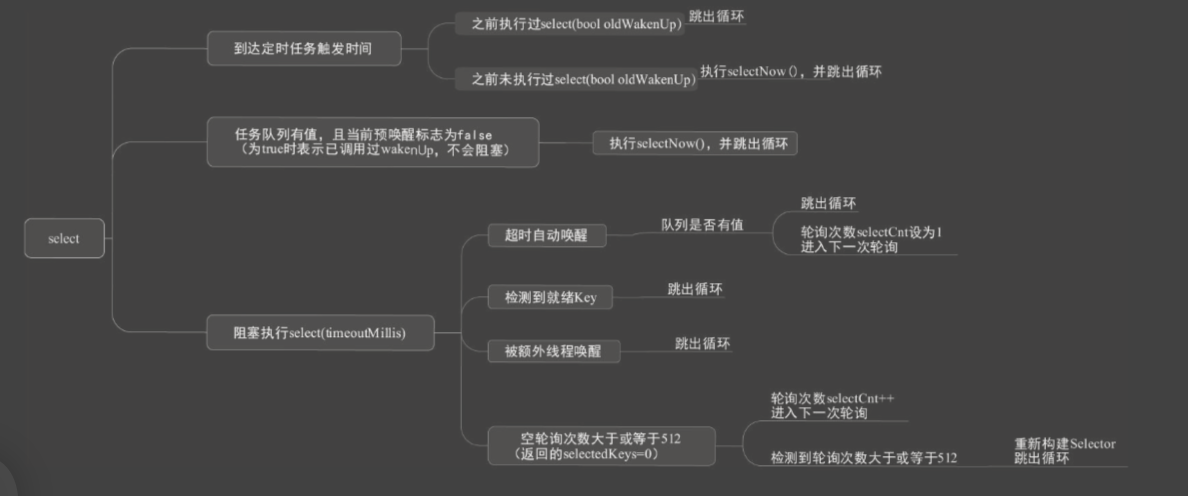 select
到达定时任务触发时间
之前执行过select(bool oldWakenUp)
跳出循环
之前未执行过select(bool oldWakenUp)
执行selectNow()，并跳出循环
任务队列有值，且当前预唤醒标志为false
（为true时表示已调用过wakenUp，不会阻塞）
执行selectNow()，并跳出循环
阻塞执行select(timeoutMillis)
超时自动唤醒
队列是否有值
跳出循环
轮询次数selectCnt设为1
进入下一次轮询
检测到就绪Key
跳出循环
被额外线程唤醒
跳出循环
空轮询次数大于或等于512
（返回的selectedKeys=0）
轮询次数selectCnt++
进入下一次轮询
检测到轮询次数大于或等于512
重新构建Selector
跳出循环